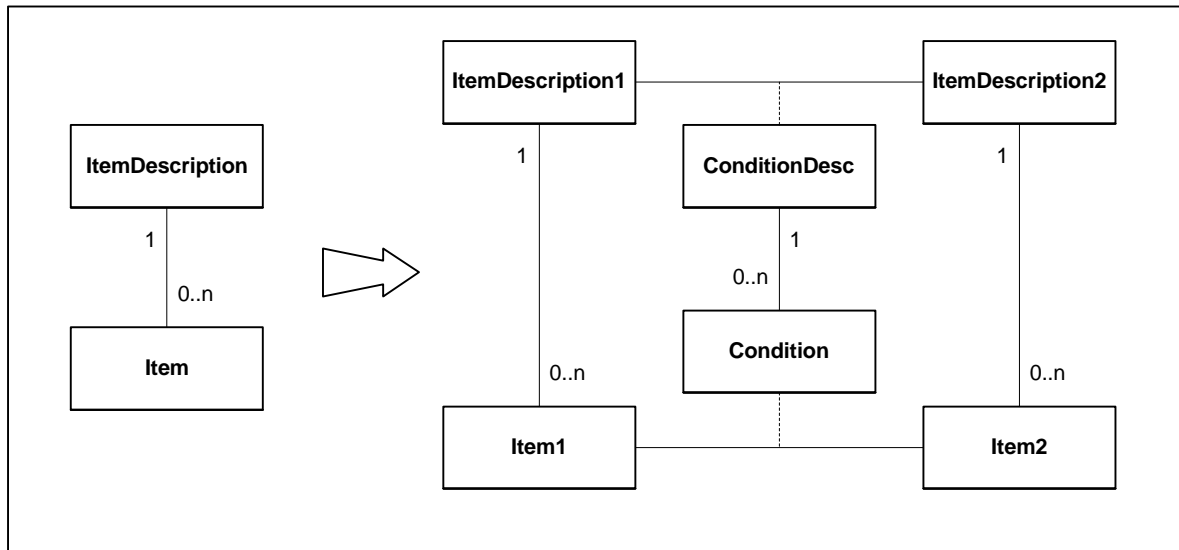 ItemDescription
1
0..n
Item
ItemDescription1
ItemDescription2
1
ConditionDesc
1
1
0..n
Condition
0..n
0..n
Item1
Item2